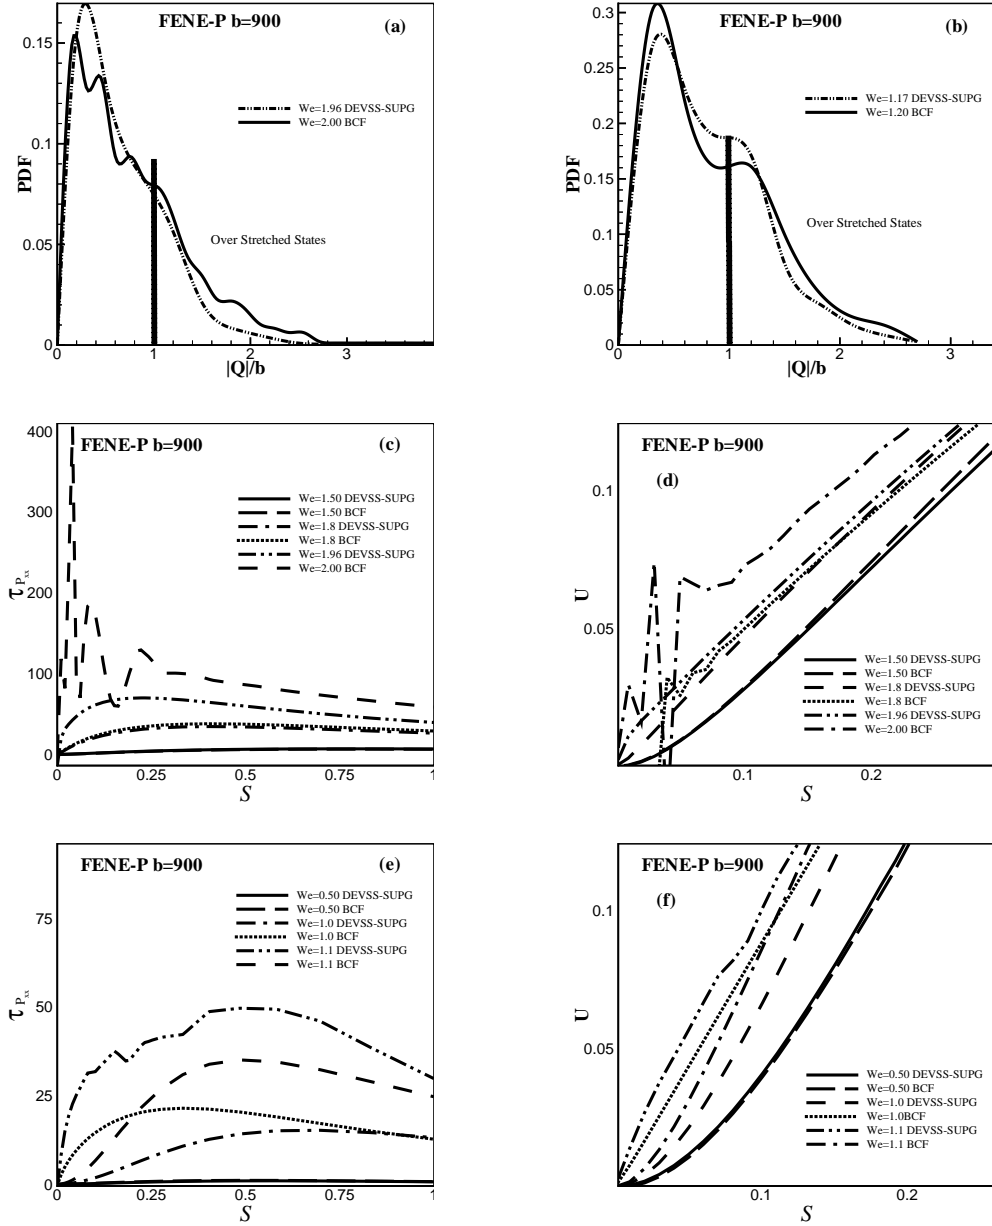 FENE-P b=900
(a)
We=1.96 DEVSS-SUPG
We=2.00 BCF
Over Stretched States
PDF
0.15
0.1
0.05
0
0
1
2
3
|Q|/b
FENE-P b=900
(b)
We=1.17 DEVSS-SUPG
We=1.20 BCF
Over Stretched States
PDF
0.3
0.25
0.2
0.15
0.1
0.05
0
0
1
2
3
|Q|/b
FENE-P b=900
(c)
We=1.50 DEVSS-SUPG
We=1.50 BCF
We=1.8 DEVSS-SUPG
We=1.8 BCF
We=1.96 DEVSS-SUPG
We=2.00 BCF
τPxx
400
300
200
100
0
0
0.25
0.5
0.75
1
S
FENE-P b=900
(d)
We=1.50 DEVSS-SUPG
We=1.50 BCF
We=1.8 DEVSS-SUPG
We=1.8 BCF
We=1.96 DEVSS-SUPG
We=2.00 BCF
U
0.1
0.05
0.1
0.2
S
FENE-P b=900
(e)
We=0.50 DEVSS-SUPG
We=0.50 BCF
We=1.0 DEVSS-SUPG
We=1.0 BCF
We=1.1 DEVSS-SUPG
We=1.1 BCF
τPxx
75
50
25
0
0
0.25
0.5
0.75
1
S
FENE-P b=900
(f)
We=0.50 DEVSS-SUPG
We=0.50 BCF
We=1.0 DEVSS-SUPG
We=1.0BCF
We=1.1 DEVSS-SUPG
We=1.1 BCF
U
0.1
0.05
0.1
0.2
S